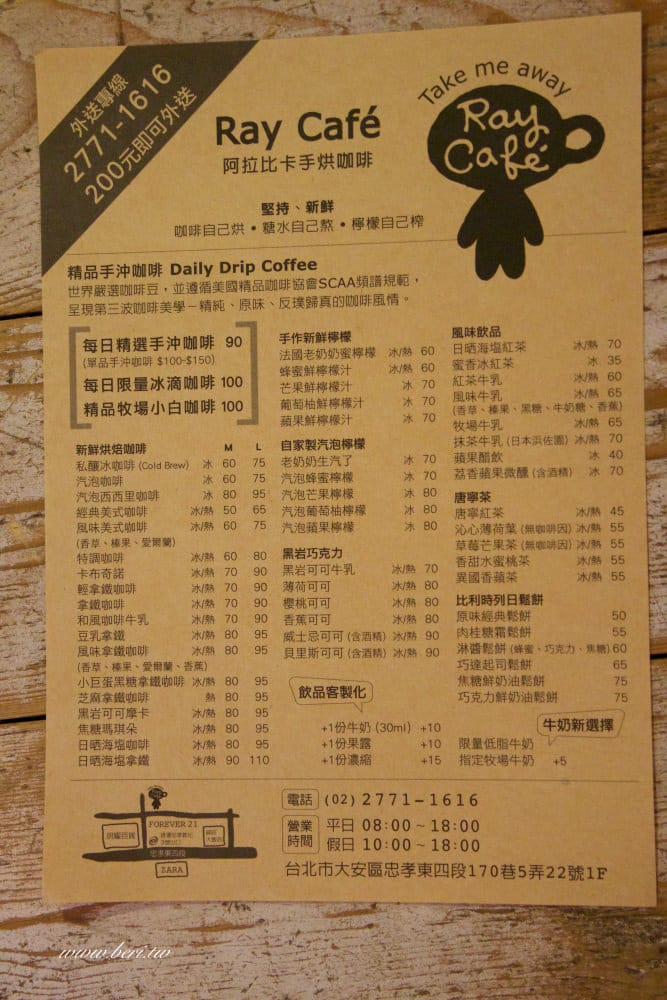 外送專線
2771-1616
200元即可外送
Ray Café
阿拉比卡手烘咖啡
Take me away
Ray
Café
堅持、新鮮
咖啡自己烘 • 糖水自己熬 • 檸檬自己榨
精品手沖咖啡 Daily Drip Coffee
世界嚴選咖啡豆，並遵循美國精品咖啡協會SCAA頻譜規範，
呈現第三波咖啡美學－精純、原味、反璞歸真的咖啡風情。
每日精選手沖咖啡 90
(單品手沖咖啡 $100-$150)
每日限量冰滴咖啡 100
精品牧場小白咖啡 100
新鮮烘焙咖啡 M L
私釀冰咖啡 (Cold Brew) 冰 60 75
汽泡咖啡 冰 60 75
汽泡西西里咖啡 冰 80 95
經典美式咖啡 冰/熱 50 65
風味美式咖啡 冰/熱 60 75
(香草、榛果、愛爾蘭)
特調咖啡 冰/熱 60 80
卡布奇諾 冰/熱 70 90
輕拿鐵咖啡 冰/熱 70 90
拿鐵咖啡 冰/熱 70 90
和風咖啡牛乳 冰/熱 70 90
豆乳拿鐵 冰/熱 80 95
風味拿鐵咖啡 冰/熱 80 95
(香草、榛果、愛爾蘭、香蕉)
小巨蛋黑糖拿鐵咖啡 冰/熱 80 95
芝麻拿鐵咖啡 熱 80 95
黑岩可可摩卡 冰/熱 80 95
焦糖瑪琪朵 冰/熱 80 95
日晒海塩咖啡 冰/熱 80 95
日晒海塩拿鐵 冰/熱 90 110
手作新鮮檸檬
法國老奶奶蜜檸檬 冰/熱 60
蜂蜜鮮檸檬汁 冰/熱 60
芒果鮮檸檬汁 冰 70
葡萄柚鮮檸檬汁 冰 70
蘋果鮮檸檬汁 冰 70
自家製汽泡檸檬
老奶奶生汽了 冰 70
汽泡蜂蜜檸檬 冰 70
汽泡芒果檸檬 冰 80
汽泡葡萄柚檸檬 冰 80
汽泡蘋果檸檬 冰 80
黑岩巧克力
黑岩可可牛乳 冰/熱 70
薄荷可可 冰/熱 80
櫻桃可可 冰/熱 80
香蕉可可 冰/熱 80
威士忌可可 (含酒精) 冰/熱 90
貝里斯可可 (含酒精) 冰/熱 90
風味飲品
日晒海塩紅茶 冰/熱 70
蜜香冰紅茶 冰 35
紅茶牛乳 冰/熱 60
風味牛乳 冰/熱 65
(香草、榛果、黑糖、牛奶糖、香蕉)
牧場牛乳 冰/熱 65
抹茶牛乳 (日本浜佐園) 冰/熱 70
蘋果醋飲 冰 40
荔香蘋果微醺 (含酒精) 冰 70
唐寧茶
唐寧紅茶 冰/熱 45
沁心薄荷葉 (無咖啡因) 冰/熱 55
草莓芒果茶 (無咖啡因) 冰/熱 55
香甜水蜜桃茶 冰/熱 55
異國香蘋茶 冰/熱 55
比利時列日鬆餅
原味經典鬆餅 50
肉桂糖霜鬆餅 55
淋醬鬆餅 (蜂蜜、巧克力、焦糖) 60
巧達起司鬆餅 65
焦糖鮮奶油鬆餅 75
巧克力鮮奶油鬆餅 75
飲品客製化
+1份牛奶 (30ml) +10
+1份果露 +10
+1份濃縮 +15
牛奶新選擇
限量低脂牛奶
指定牧場牛奶 +5
FOREVER 21
明曜百貨
忠孝東四段
ZARA
電話 (02) 2771-1616
營業時間 平日 08:00~18:00
假日 10:00~18:00
台北市大安區忠孝東四段170巷5弄22號1F
www.beri.tw